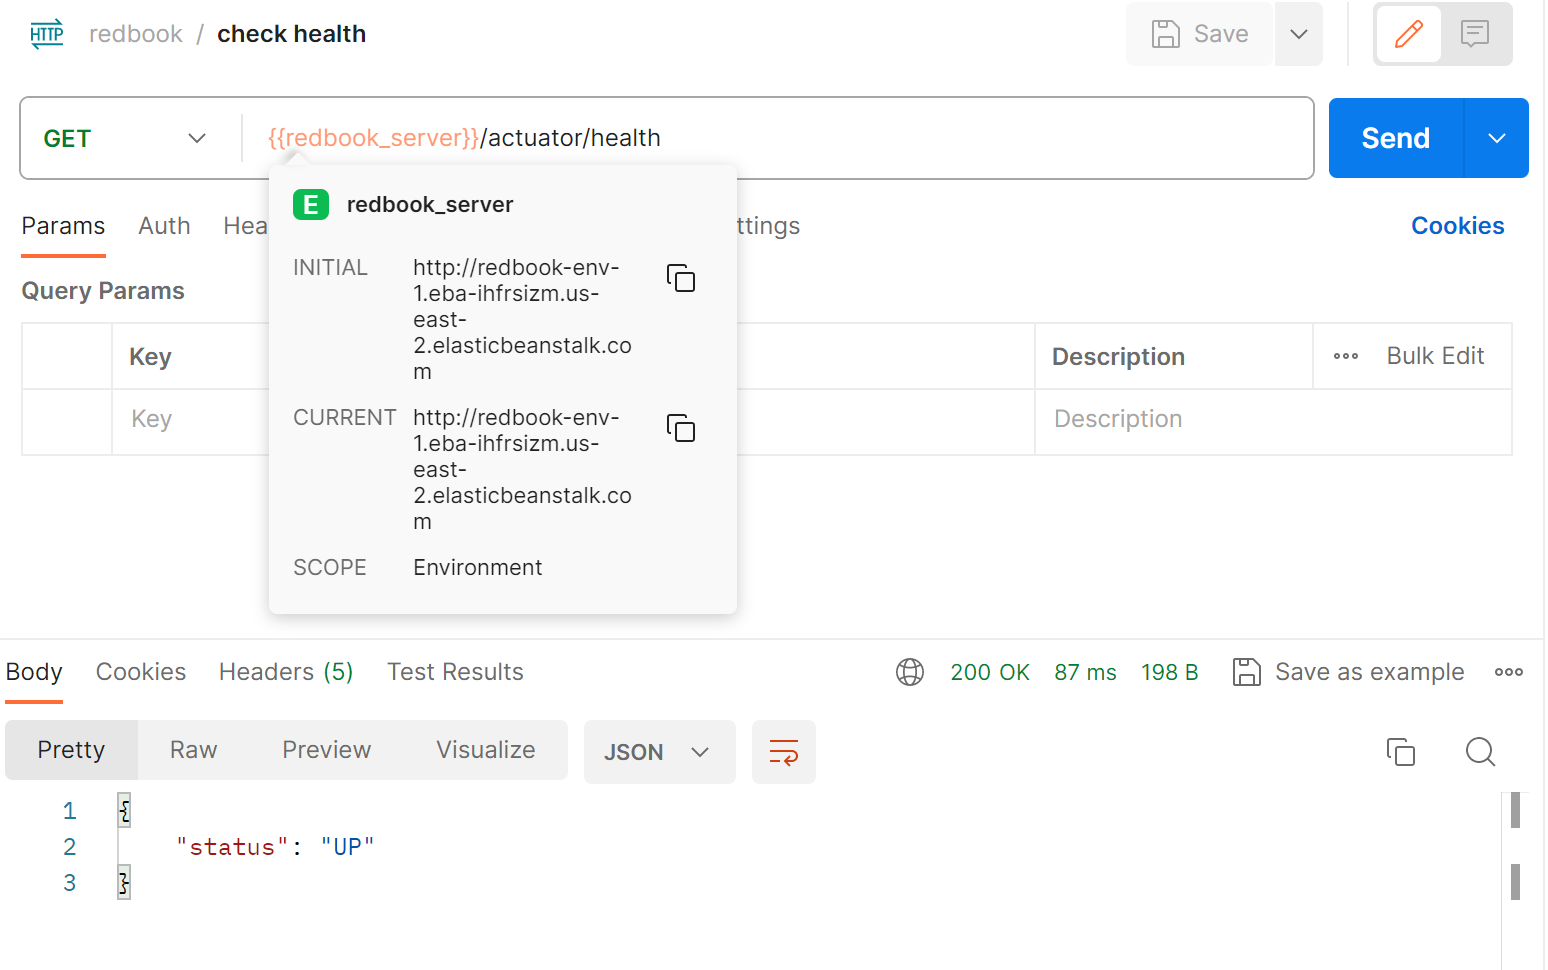 HTTP redbook / check health Save
GET {{redbook_server}}/actuator/health Send
E redbook_server
Params Auth Hea ttings Cookies
INITIAL http://redbook-env-
1.eba-ihfrsizm.us-
east-
2.elasticbeanstalk.co
m
Query Params
Key Description Bulk Edit
Key Description
CURRENT http://redbook-env-
1.eba-ihfrsizm.us-
east-
2.elasticbeanstalk.co
m
SCOPE Environment
Body Cookies Headers (5) Test Results 200 OK 87 ms 198 B Save as example
Pretty Raw Preview Visualize JSON
1 {
2 "status": "UP"
3 }